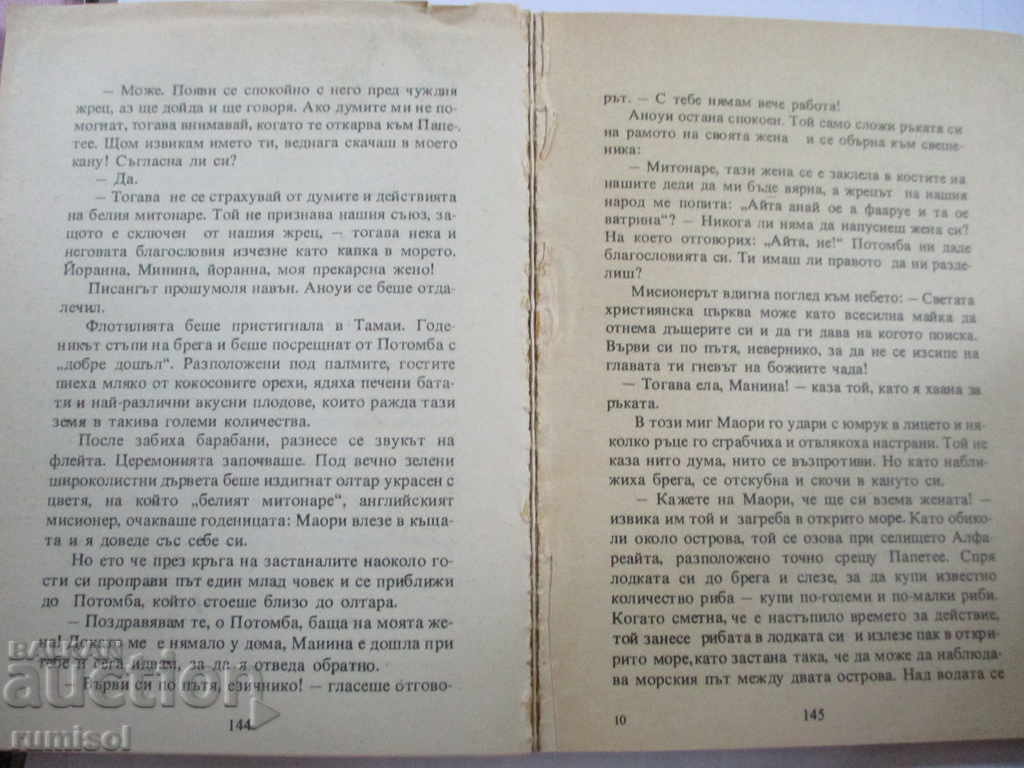 — Може. Появи се спокойно с него пред чуждия
жрец, аз ще дойда и ще говоря. Ако думите ми не по-
могнат, тогава внимавай, когато те откарва към Папе-
тее. Щом извикам името ти, веднага скачаш в моето
кану! Съгласна ли си?
— Да.
— Тогава не се страхувай от думите и действията
на белия митонаре. Той не признава нашия съюз, за-
щото е сключен от нашия жрец, — тогава нека и
неговата благословия изчезне като капка в морето.
Йоранна, Минина, йоранна, моя прекарсна жено!
Писангът прошумоля навън. Аноуи се беше отда-
лечил.
Флотилията беше пристигнала в Тамаи. Годе-
никът стъпи на брега и беше посрещнат от Потомба с
„добре дошъл“. Разположени под палмите, гостите
пиеха мляко от кокосовите орехи, ядяха печени бата-
ти и най-различни вкусни плодове, които ражда тази
земя в такива големи количества.
После забиха барабани, разнесе се звукът на
флейта. Церемонията започваше. Под вечно зелени
широколистни дървета беше издигнат олтар украсен с
цветя, на който „белият митонаре“, английският
мисионер, очакваше годеницата: Маори влезе в къща-
та и я доведе със себе си.
Но ето че през кръга на застаналите наоколо го-
сти си проправи път един млад човек и се приближи
до Потомба, който стоеше близо до олтара.
— Поздравявам те, о Потомба, баща на моята же-
на! Докато ме е нямало у дома, Манина е дошла при
тебе и сега идвам, за да я отведа обратно.
— Върви си по пътя, езичнико! — гласеше отгово-
144
рът. — С тебе нямам вече работа!
Аноуи остана спокоен. Той само сложи ръката си
на рамото на своята жена и се обърна към свеще-
ника:
— Митонаре, тази жена се е заклела в костите на
нашите деди да ми бъде вярна, а жрецът на нашия
народ ме попита: „Айта анай ое а фааруе и та ое
ватрина“? — Никога ли няма да напуснеш жена си?
На което отговорих: „Айта, не!“ Потомба ни даде
благословията си. Ти имаш ли правото да ни разде-
лиш?
Мисионерът вдигна поглед към небето: — Светата
християнска църква може като всесилна майка да
отнема дъщерите си и да ги дава на когото поиска.
Върви си по пътя, невернико, за да не се изсипе на
главата ти гневът на божиите чада!
— Тогава ела, Манина! — каза той, като я хвана за
ръката.
В този миг Маори го удари с юмрук в лицето и ня-
колко ръце го сграбчиха и отвлякоха настрани. Той не
каза нито дума, нито се възпротиви. Но като набли-
жиха брега, се отскубна и скочи в кануто си.
— Кажете на Маори, че ще си взема жената! —
извика им той и загреба в открито море. Като обико-
ли около острова, той се озова при селището Алфа-
реайта, разположено точно срещу Папетее. Спря
лодката си до брега и слезе, за да купи известно
количество риба — купи по-големи и по-малки риби.
Когато сметна, че е настъпило времето за действие,
той занесе рибата в лодката си и излезе пак в откри-
рито море, като застана така, че да може да наблюда-
ва морския път между двата острова. Над водата се
10
145
БАЛКАН
auction
rumisol